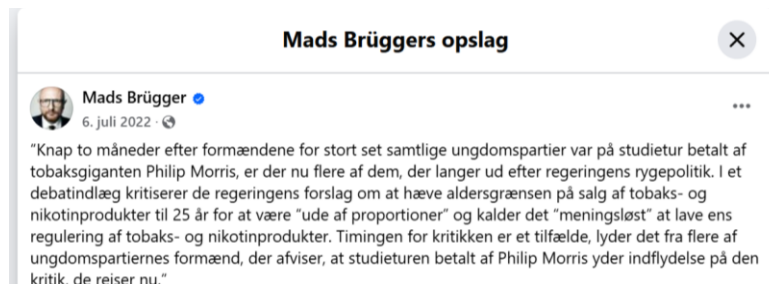 Mads Brüggers opslag
Mads Brügger
6. juli 2022 ·
"Knap to måneder efter formændene for stort set samtlige ungdomspartier var på studietur betalt af
tobaksgiganten Philip Morris, er der nu flere af dem, der langer ud efter regeringens rygepolitik. I et
debatindlæg kritiserer de regeringens forslag om at hæve aldersgrænsen på salg af tobaks- og
nikotinprodukter til 25 år for at være "ude af proportioner" og kalder det "meningsløst" at lave ens
regulering af tobaks- og nikotinprodukter. Timingen for kritikken er et tilfælde, lyder det fra flere af
ungdomspartiernes formænd, der afviser, at studieturen betalt af Philip Morris yder indflydelse på den
kritik, de rejser nu."